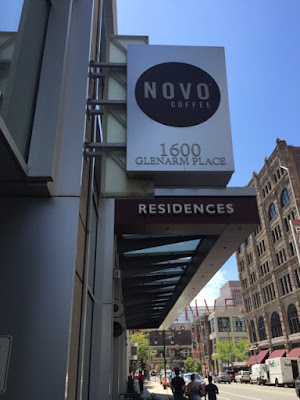 NOVO
COFFEE
1600
GLENARM PLACE
RESIDENCES